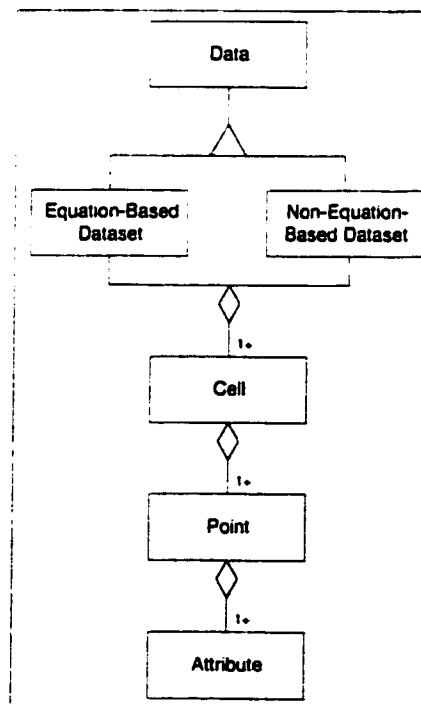 Data
Equation-Based
Dataset
Non-Equation-
Based Dataset
1+
Cell
1+
Point
1+
Attribute